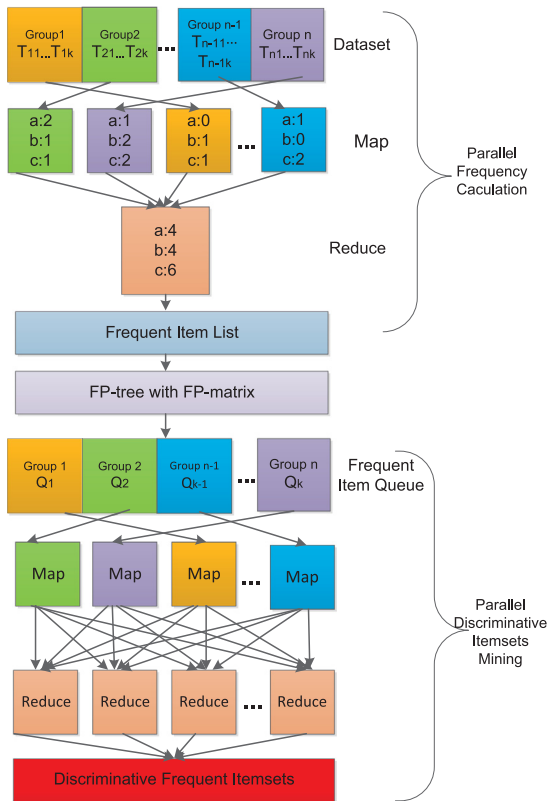 Group1
T11...T1k
Group2
T21...T2k
...
Group n-1
Tn-11...
Tn-1k
Group n
Tn1...Tnk
Dataset
a:2
b:1
c:1
a:1
b:2
c:2
a:0
b:1
c:1
...
a:1
b:0
c:2
Map
Parallel
Frequency
Caculation
a:4
b:4
c:6
Reduce
Frequent Item List
FP-tree with FP-matrix
Group 1
Q1
Group 2
Q2
Group n-1
Qk-1
...
Group n
Qk
Frequent
Item Queue
Map
Map
Map
...
Map
Parallel
Discriminative
Itemsets
Mining
Reduce
Reduce
Reduce
...
Reduce
Discriminative Frequent Itemsets